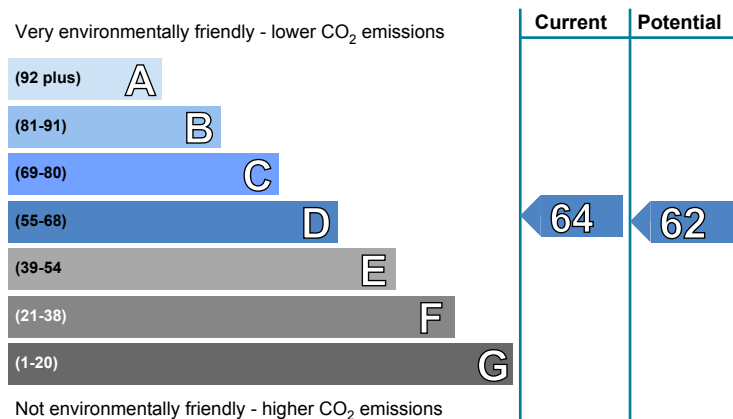 Current Potential
Very environmentally friendly - lower CO2 emissions
(92 plus) A
(81-91) B
(69-80) C
(55-68) D 64 62
(39-54 E
(21-38) F
(1-20) G
Not environmentally friendly - higher CO2 emissions